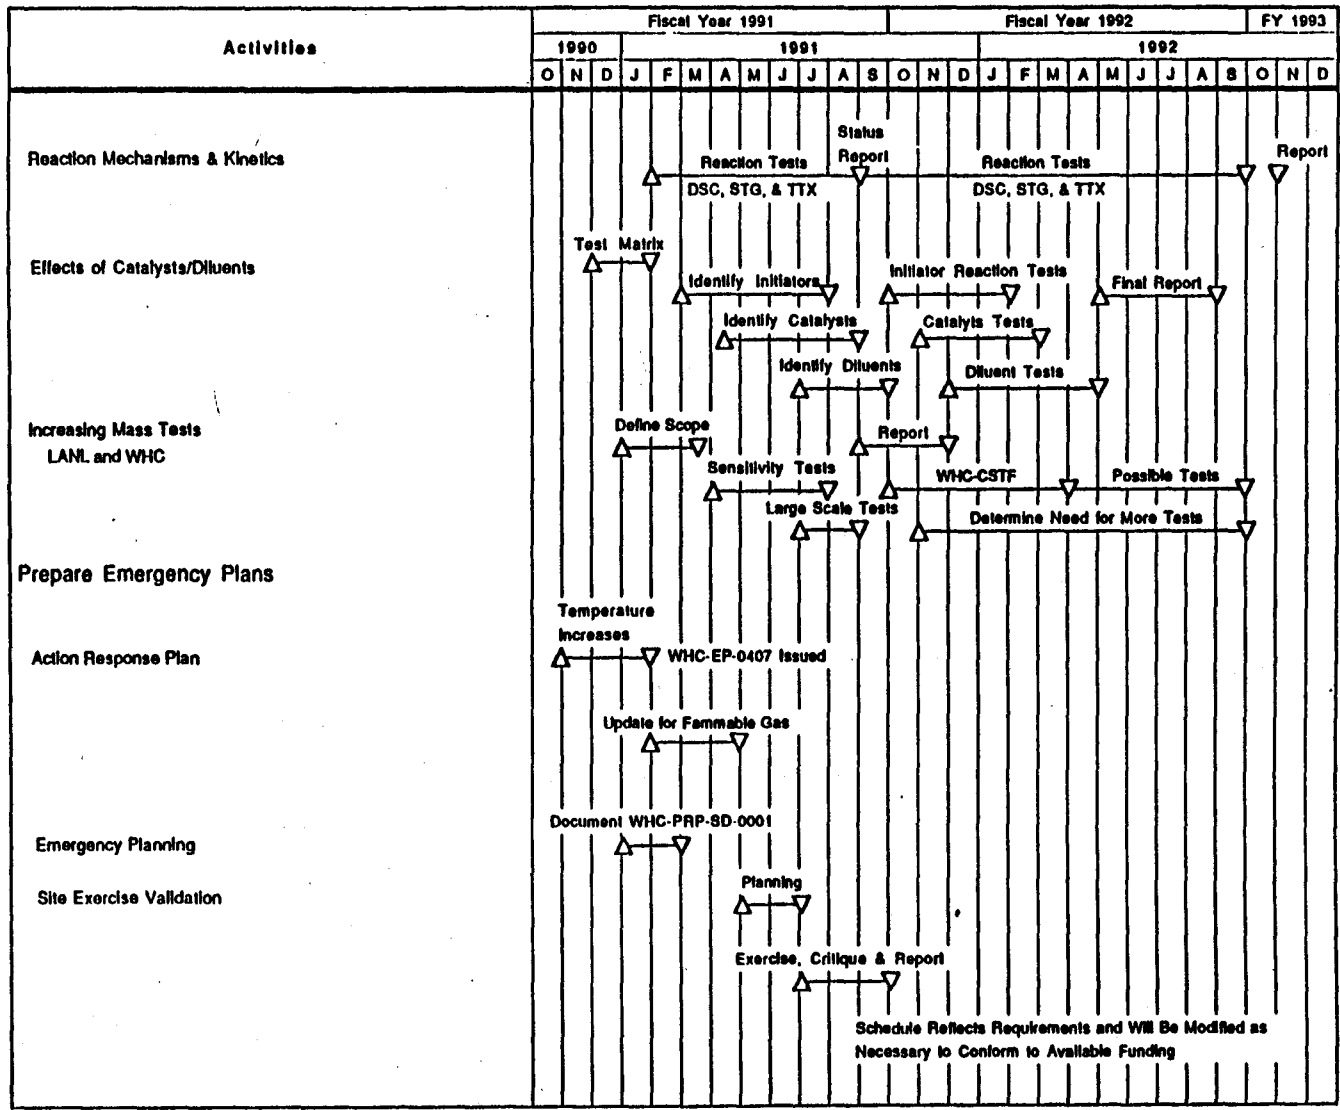 Activities
Fiscal Year 1991 Fiscal Year 1992 FY 1993
1990 1991 1992
O N D J F M A M J J A S O N D J F M A M J J A S O N D
Status
Reaction Mechanisms & Kinetics Reaction Tests Report Reaction Tests Report
DSC, STG, & TTX DSC, STG, & TTX
Test Matrix
Effects of Catalysts/Diluents
Identify Initiators Initiator Reaction Tests Final Report
Identify Catalysts Catalyts Tests
Identify Diluents Diluent Tests
Increasing Mass Tests Define Scope Report
LANL and WHC
Sensitivity Tests WHC-CSTF Possible Tests
Large Scale Tests Determine Need for More Tests
Prepare Emergency Plans
Temperature
Increases
Action Response Plan WHC-EP-0407 Issued
Update for Fammable Gas
Document WHC-PRP-SD-0001
Emergency Planning
Planning
Site Exercise Validation
Exercise, Critique & Report
Schedule Reflects Requirements and Will Be Modified as
Necessary to Conform to Available Funding